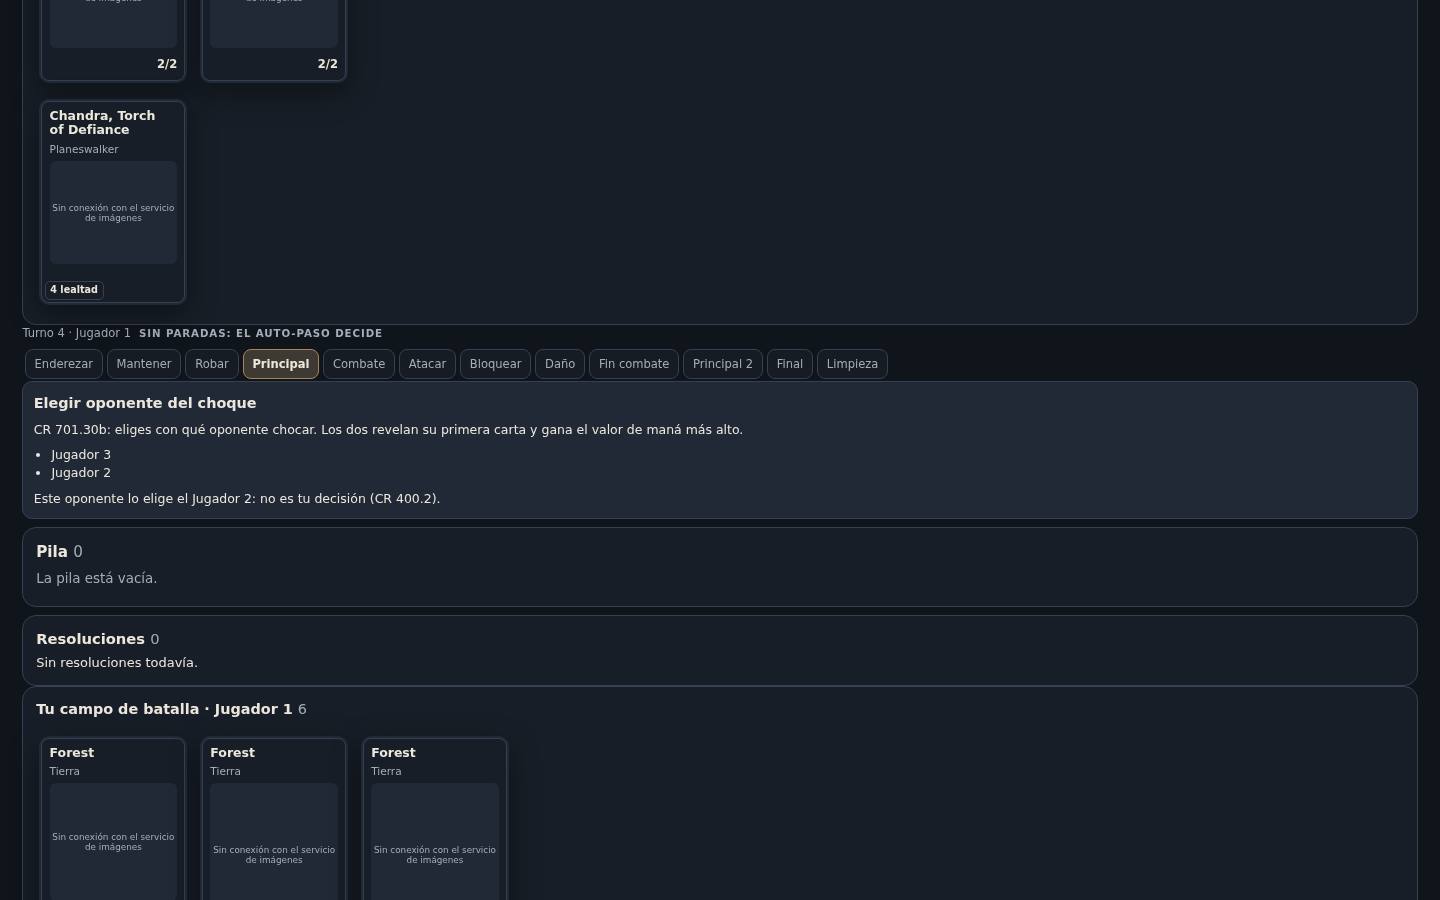 2/2
2/2
Chandra, Torch
of Defiance
Planeswalker
Sin conexión con el servicio
de imágenes
4 lealtad
Turno 4 · Jugador 1 SIN PARADAS: EL AUTO-PASO DECIDE
Enderezar Mantener Robar Principal Combate Atacar Bloquear Daño Fin combate Principal 2 Final Limpieza
Elegir oponente del choque
CR 701.30b: eliges con qué oponente chocar. Los dos revelan su primera carta y gana el valor de maná más alto.
• Jugador 3
• Jugador 2
Este oponente lo elige el Jugador 2: no es tu decisión (CR 400.2).
Pila 0
La pila está vacía.
Resoluciones 0
Sin resoluciones todavía.
Tu campo de batalla · Jugador 1 6
Forest Forest Forest
Tierra Tierra Tierra
Sin conexión con el servicio
de imágenes
Sin conexión con el servicio
de imágenes
Sin conexión con el servicio
de imágenes